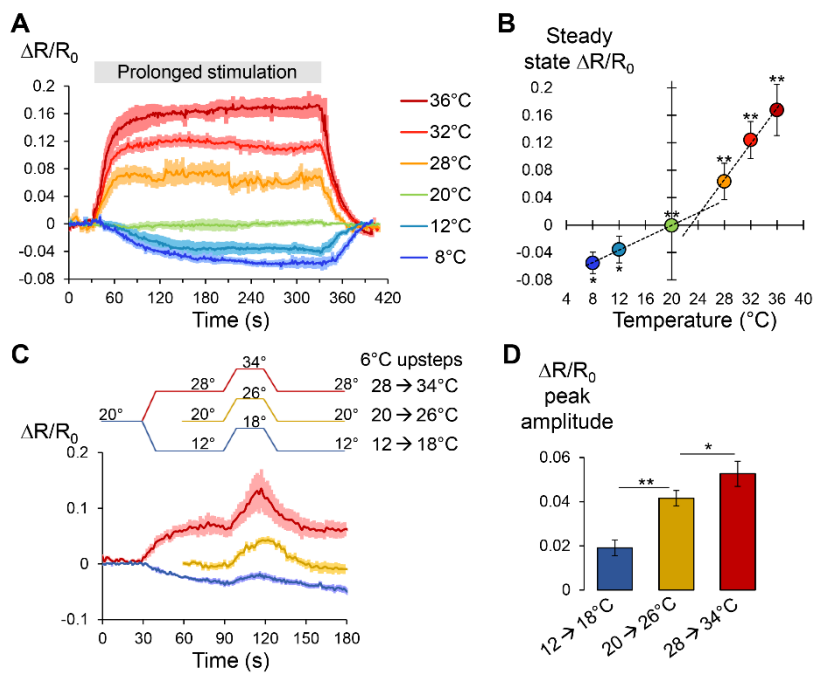 A
ΔR/R0
Prolonged stimulation
0.2
0.16
0.12
0.08
0.04
0
-0.04
-0.08
0 60 120 180 240 300 360 420
Time (s)
36°C
32°C
28°C
20°C
12°C
8°C
B
Steady
state ΔR/R0
0.2
0.16
0.12
0.08
0.04
0
-0.04
-0.08
** ** ** ** * *
4 8 12 16 20 24 28 32 36 40
Temperature (°C)
C
34°
28° 28°
26°
20° 20° 20°
18°
12° 12°
6°C upsteps
28 → 34°C
20 → 26°C
12 → 18°C
ΔR/R0
0.2
0.1
0
-0.1
0 30 60 90 120 150 180
Time (s)
D
ΔR/R0
peak
amplitude
0.06
0.04
0.02
0
** *
12 → 18°C
20 → 26°C
28 → 34°C